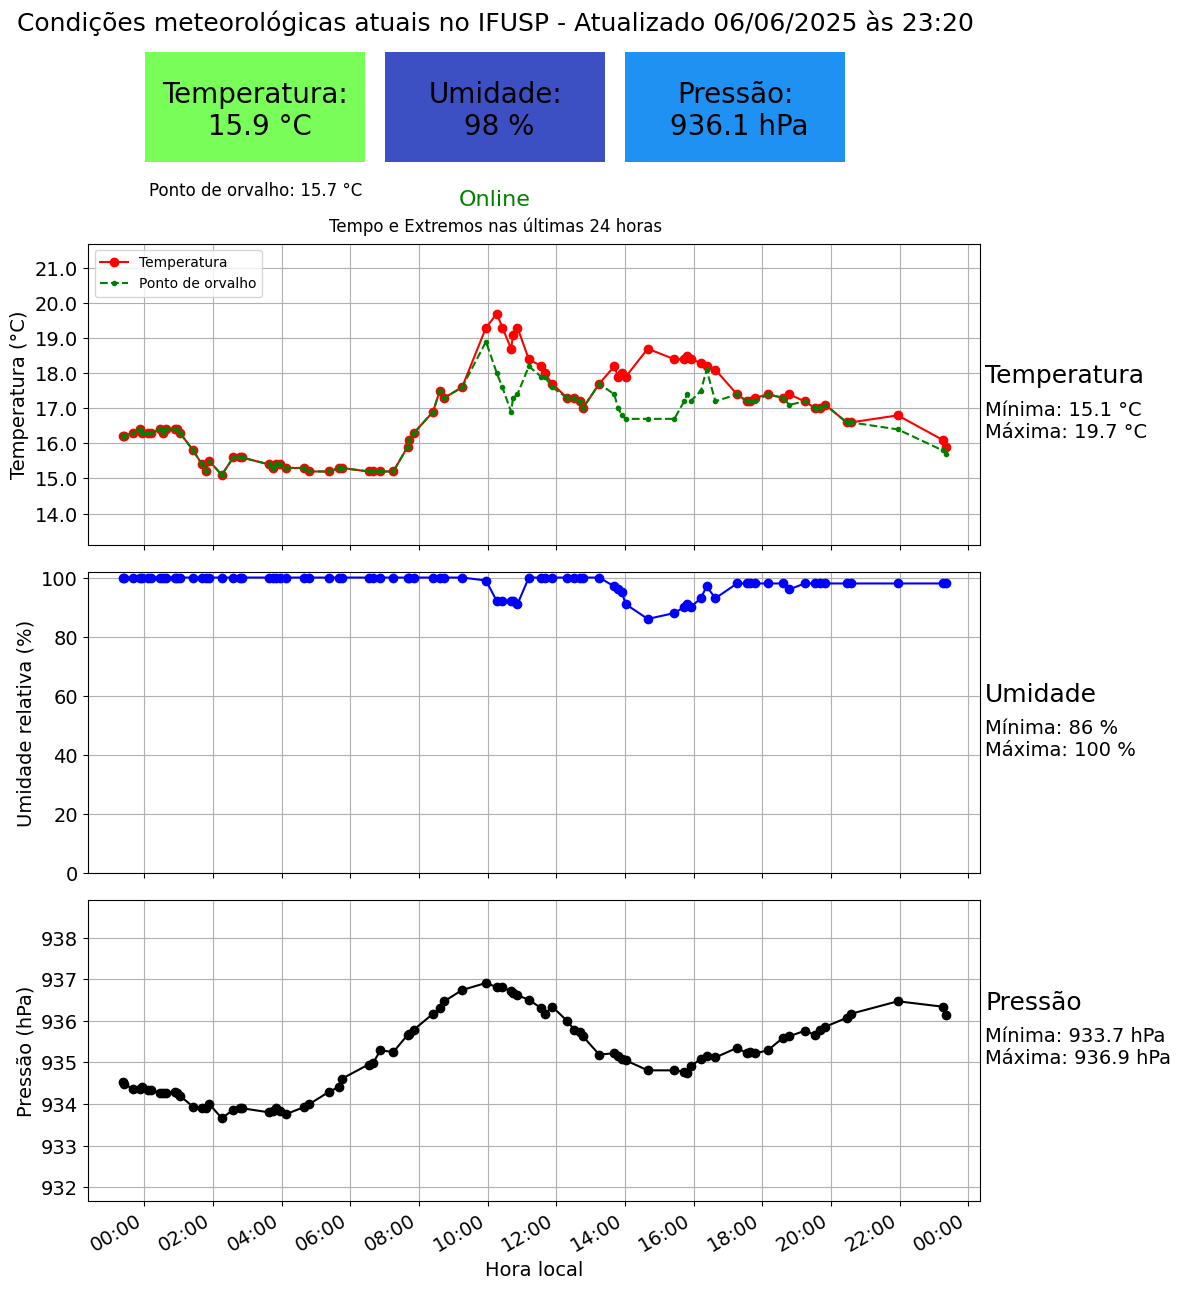 Condições meteorológicas atuais no IFUSP - Atualizado 06/06/2025 às 23:20
Temperatura:
15.9 °C
Umidade:
98 %
Pressão:
936.1 hPa
Ponto de orvalho: 15.7 °C
Online
Tempo e Extremos nas últimas 24 horas
Temperatura
Ponto de orvalho
Temperatura (°C)
21.0
20.0
19.0
18.0
17.0
16.0
15.0
14.0
Temperatura
Mínima: 15.1 °C
Máxima: 19.7 °C
Umidade relativa (%)
100
80
60
40
20
0
Umidade
Mínima: 86 %
Máxima: 100 %
Pressão (hPa)
938
937
936
935
934
933
932
Pressão
Mínima: 933.7 hPa
Máxima: 936.9 hPa
00:00 02:00 04:00 06:00 08:00 10:00 12:00 14:00 16:00 18:00 20:00 22:00 00:00
Hora local